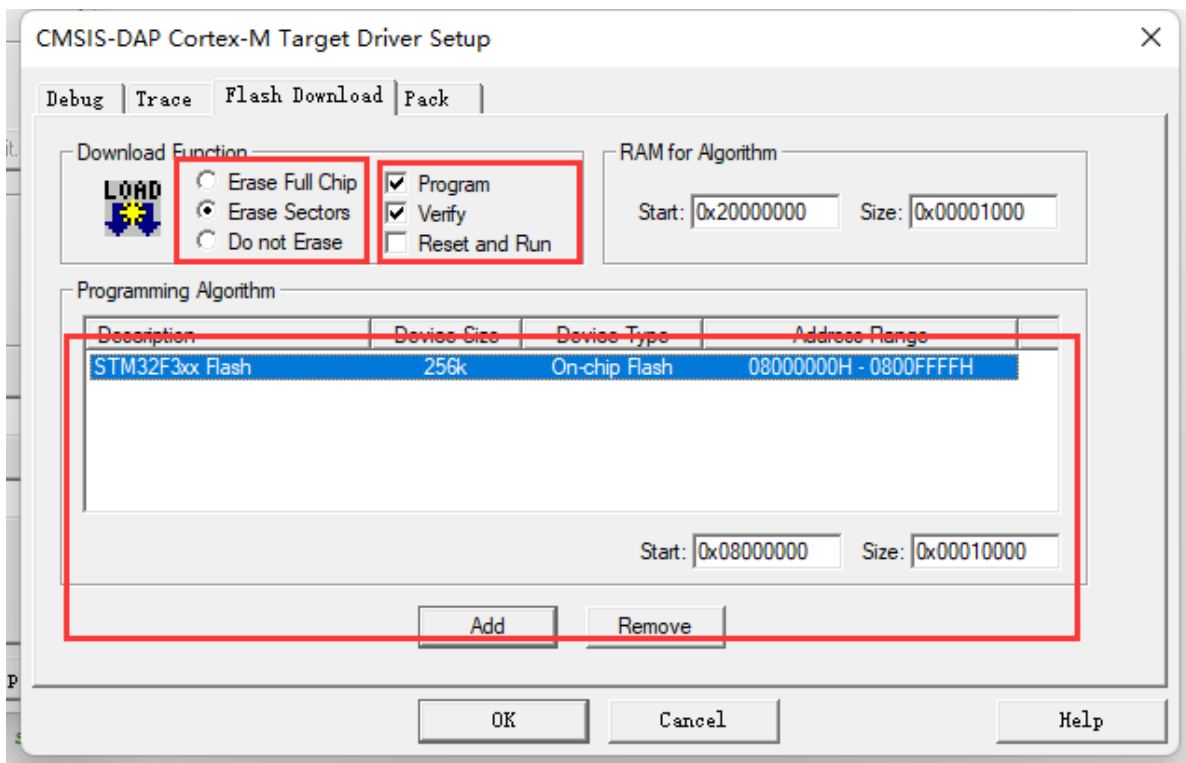 CMSIS-DAP Cortex-M Target Driver Setup
Debug Trace Flash Download Pack
Download Function
LOAD
Erase Full Chip
Erase Sectors
Do not Erase
Program
Verify
Reset and Run
RAM for Algorithm
Start: 0x20000000 Size: 0x00001000
Programming Algorithm
Description Device Size Device Type Address Range
STM32F3xx Flash 256k On-chip Flash 08000000H - 0800FFFFH
Start: 0x08000000 Size: 0x00010000
Add Remove
OK Cancel Help